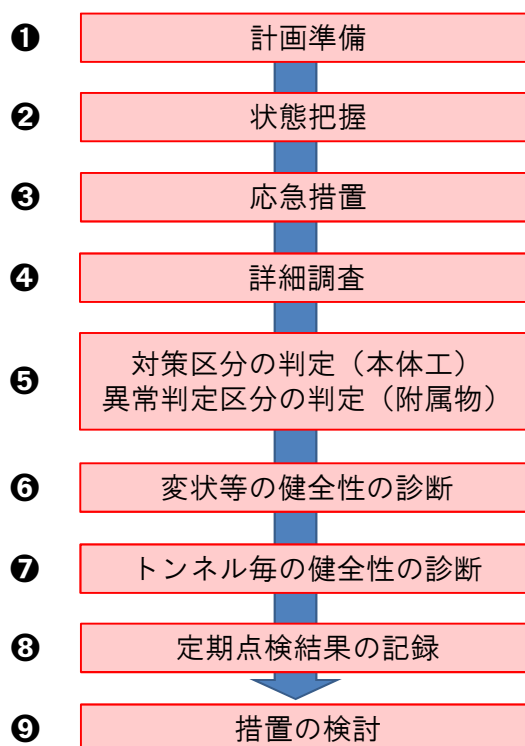 ❶ 計画準備
❷ 状態把握
❸ 応急措置
❹ 詳細調査
❺ 対策区分の判定（本体工）
異常判定区分の判定（附属物）
❻ 変状等の健全性の診断
❼ トンネル毎の健全性の診断
❽ 定期点検結果の記録
❾ 措置の検討